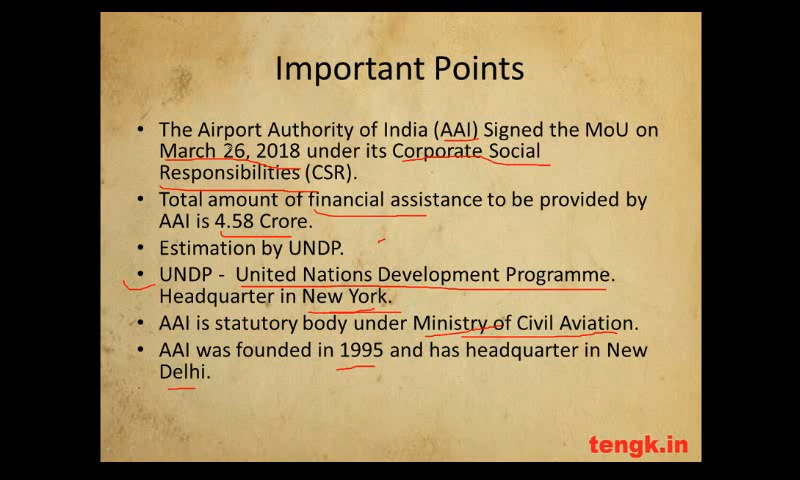 Important Points
• The Airport Authority of India (AAI) Signed the MoU on
March 26, 2018 under its Corporate Social
Responsibilities (CSR).
• Total amount of financial assistance to be provided by
AAI is 4.58 Crore.
• Estimation by UNDP.
• UNDP - United Nations Development Programme.
Headquarter in New York.
• AAI is statutory body under Ministry of Civil Aviation.
• AAI was founded in 1995 and has headquarter in New
Delhi.
tengk.in